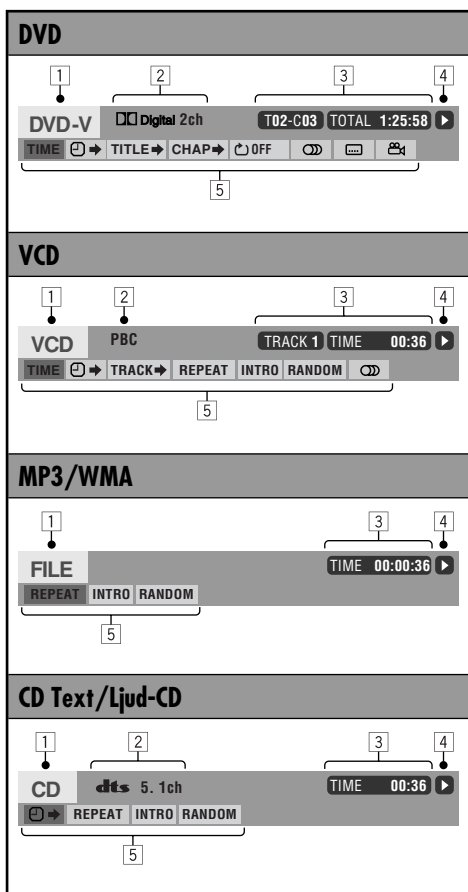 DVD
1 2 3 4
DVD-V Digital 2ch T02-C03 TOTAL 1:25:58
TIME TITLE CHAP OFF
5
VCD
1 2 3 4
VCD PBC TRACK 1 TIME 00:36
TIME TRACK REPEAT INTRO RANDOM
5
MP3/WMA
1 3 4
FILE TIME 00:00:36
REPEAT INTRO RANDOM
5
CD Text/Ljud-CD
1 2 3 4
CD dts 5. 1ch TIME 00:36
REPEAT INTRO RANDOM
5